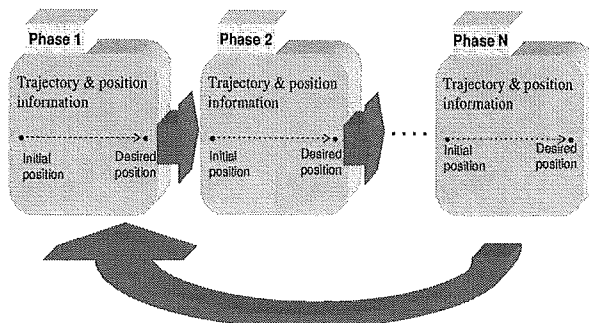 Phase 1
Trajectory & position
information
Initial
position
Desired
position
Phase 2
Trajectory & position
information
Initial
position
Desired
position
....
Phase N
Trajectory & position
information
Initial
position
Desired
position